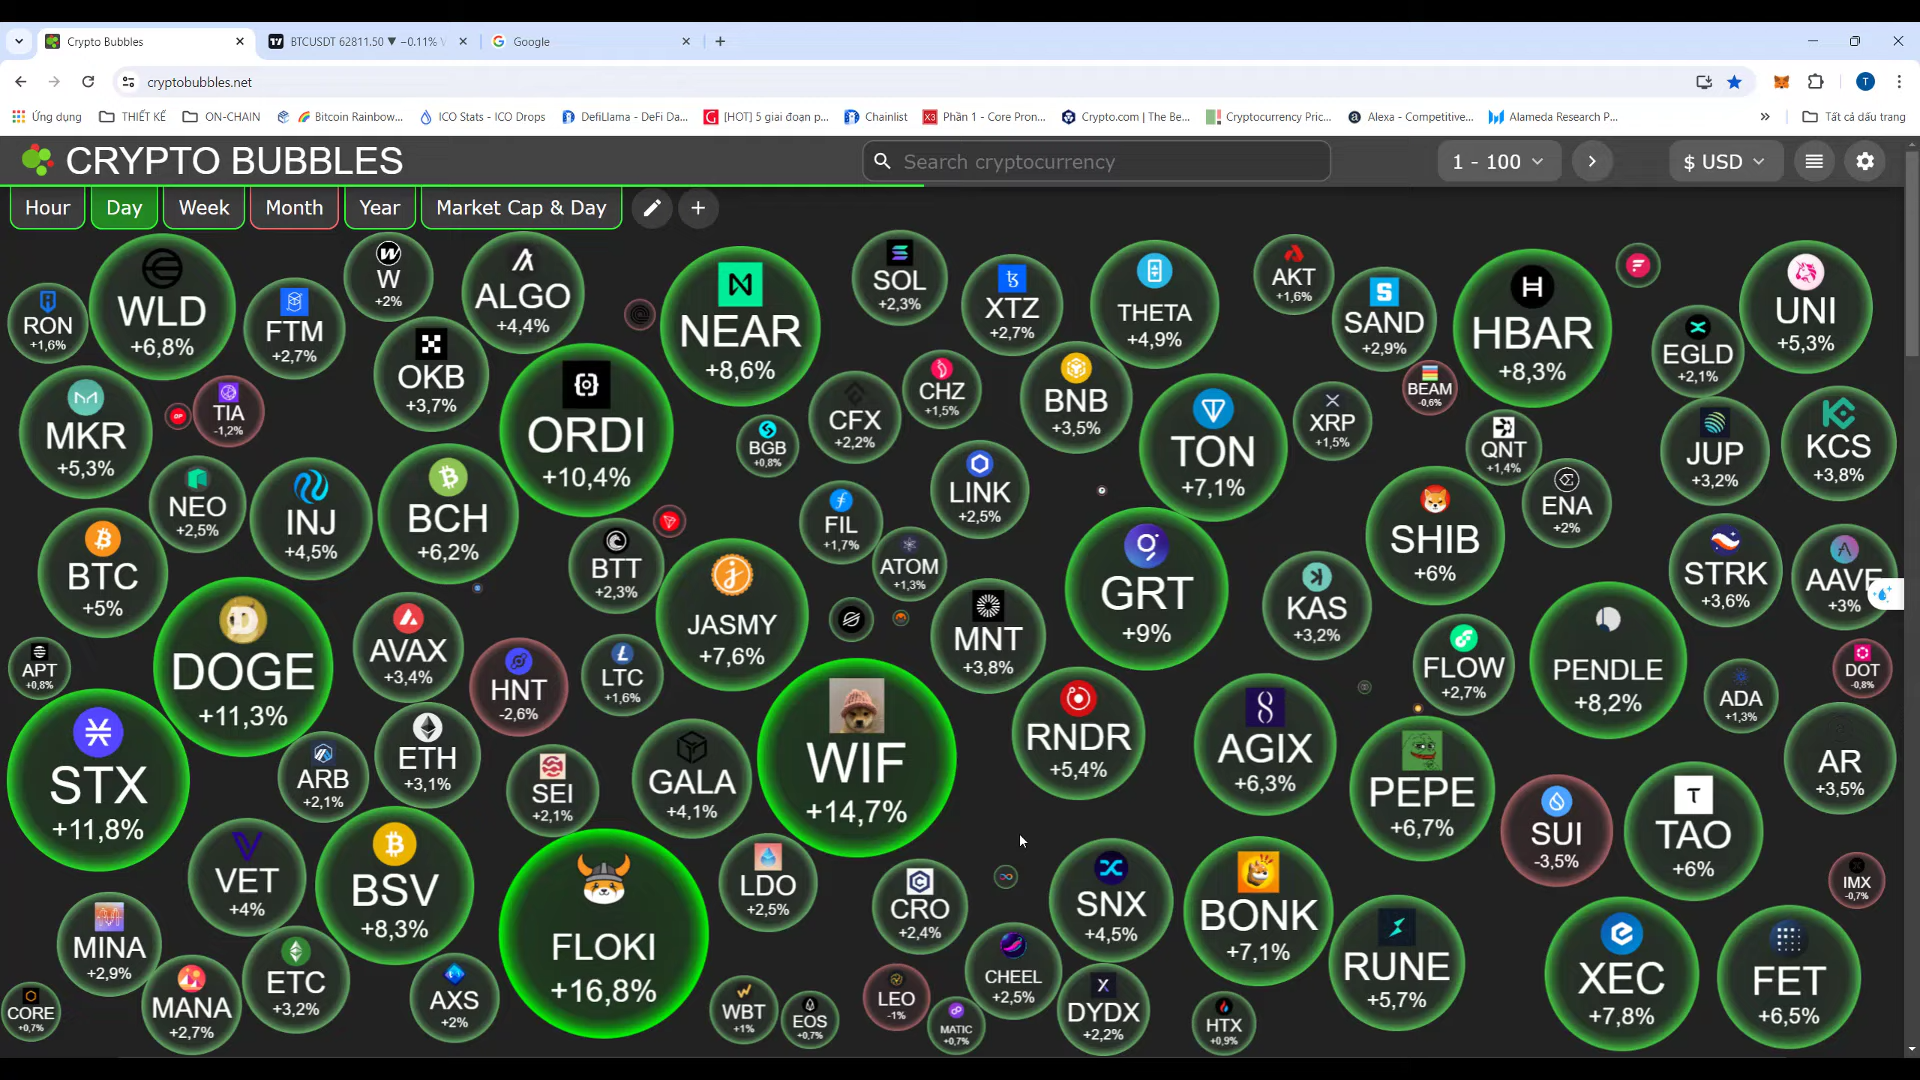 Crypto Bubbles
BTCUSDT 62811.50 ▼ −0.11%
Google
cryptobubbles.net
T
Ứng dụng
THIẾT KẾ
ON-CHAIN
Bitcoin Rainbow...
ICO Stats - ICO Drops
DefiLlama - DeFi Da...
[HOT] 5 giai đoạn p...
Chainlist
Phần 1 - Core Pron...
Crypto.com | The Be...
Cryptocurrency Pric...
Alexa - Competitive...
Alameda Research P...
Tất cả dấu trang
CRYPTO BUBBLES
Search cryptocurrency
1 - 100
$ USD
Hour
Day
Week
Month
Year
Market Cap & Day
RON
+1,6%
WLD
+6,8%
FTM
+2,7%
W
+2%
OKB
+3,7%
ALGO
+4,4%
NEAR
+8,6%
SOL
+2,3%
XTZ
+2,7%
THETA
+4,9%
AKT
+1,6%
SAND
+2,9%
HBAR
+8,3%
EGLD
+2,1%
UNI
+5,3%
MKR
+5,3%
TIA
-1,2%
ORDI
+10,4%
BGB
+0,8%
CFX
+2,2%
CHZ
+1,5%
BNB
+3,5%
TON
+7,1%
XRP
+1,5%
BEAM
-0,6%
QNT
+1,4%
JUP
+3,2%
KCS
+3,8%
NEO
+2,5%
INJ
+4,5%
BCH
+6,2%
FIL
+1,7%
LINK
+2,5%
SHIB
+6%
ENA
+2%
BTC
+5%
BTT
+2,3%
JASMY
+7,6%
ATOM
+1,3%
GRT
+9%
KAS
+3,2%
STRK
+3,6%
AAVE
+3%
APT
+0,8%
DOGE
+11,3%
AVAX
+3,4%
HNT
-2,6%
LTC
+1,6%
MNT
+3,8%
FLOW
+2,7%
PENDLE
+8,2%
ADA
+1,3%
DOT
-0,8%
STX
+11,8%
ARB
+2,1%
ETH
+3,1%
SEI
+2,1%
GALA
+4,1%
WIF
+14,7%
RNDR
+5,4%
AGIX
+6,3%
PEPE
+6,7%
SUI
-3,5%
TAO
+6%
AR
+3,5%
VET
+4%
BSV
+8,3%
FLOKI
+16,8%
LDO
+2,5%
CRO
+2,4%
SNX
+4,5%
BONK
+7,1%
IMX
-0,7%
MINA
+2,9%
ETC
+3,2%
CHEEL
+2,5%
RUNE
+5,7%
XEC
+7,8%
FET
+6,5%
CORE
+0,7%
MANA
+2,7%
AXS
+2%
WBT
+1%
EOS
+0,7%
LEO
-1%
MATIC
+0,7%
DYDX
+2,2%
HTX
+0,9%